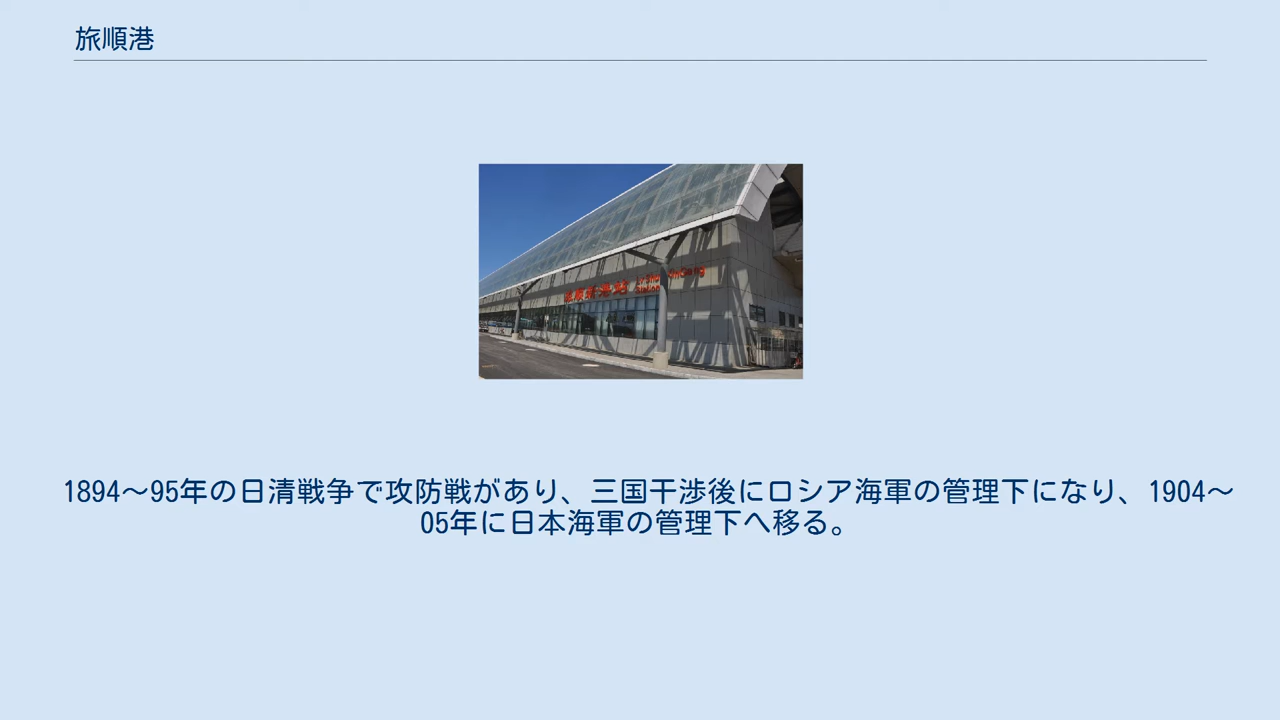 旅順港
1894～95年の日清戦争で攻防戦があり、三国干渉後にロシア海軍の管理下になり、1904～
05年に日本海軍の管理下へ移る。